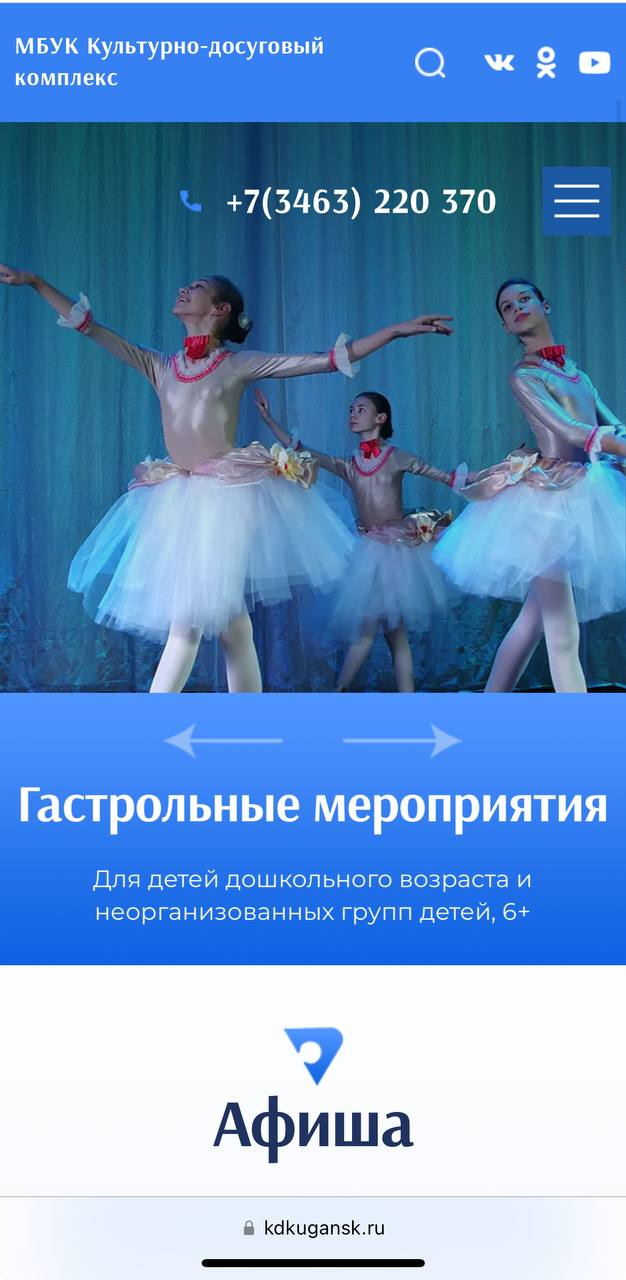 МБУК Культурно-досуговый
комплекс
+7(3463) 220 370
Гастрольные мероприятия
Для детей дошкольного возраста и
неорганизованных групп детей, 6+
Афиша
kdkugansk.ru